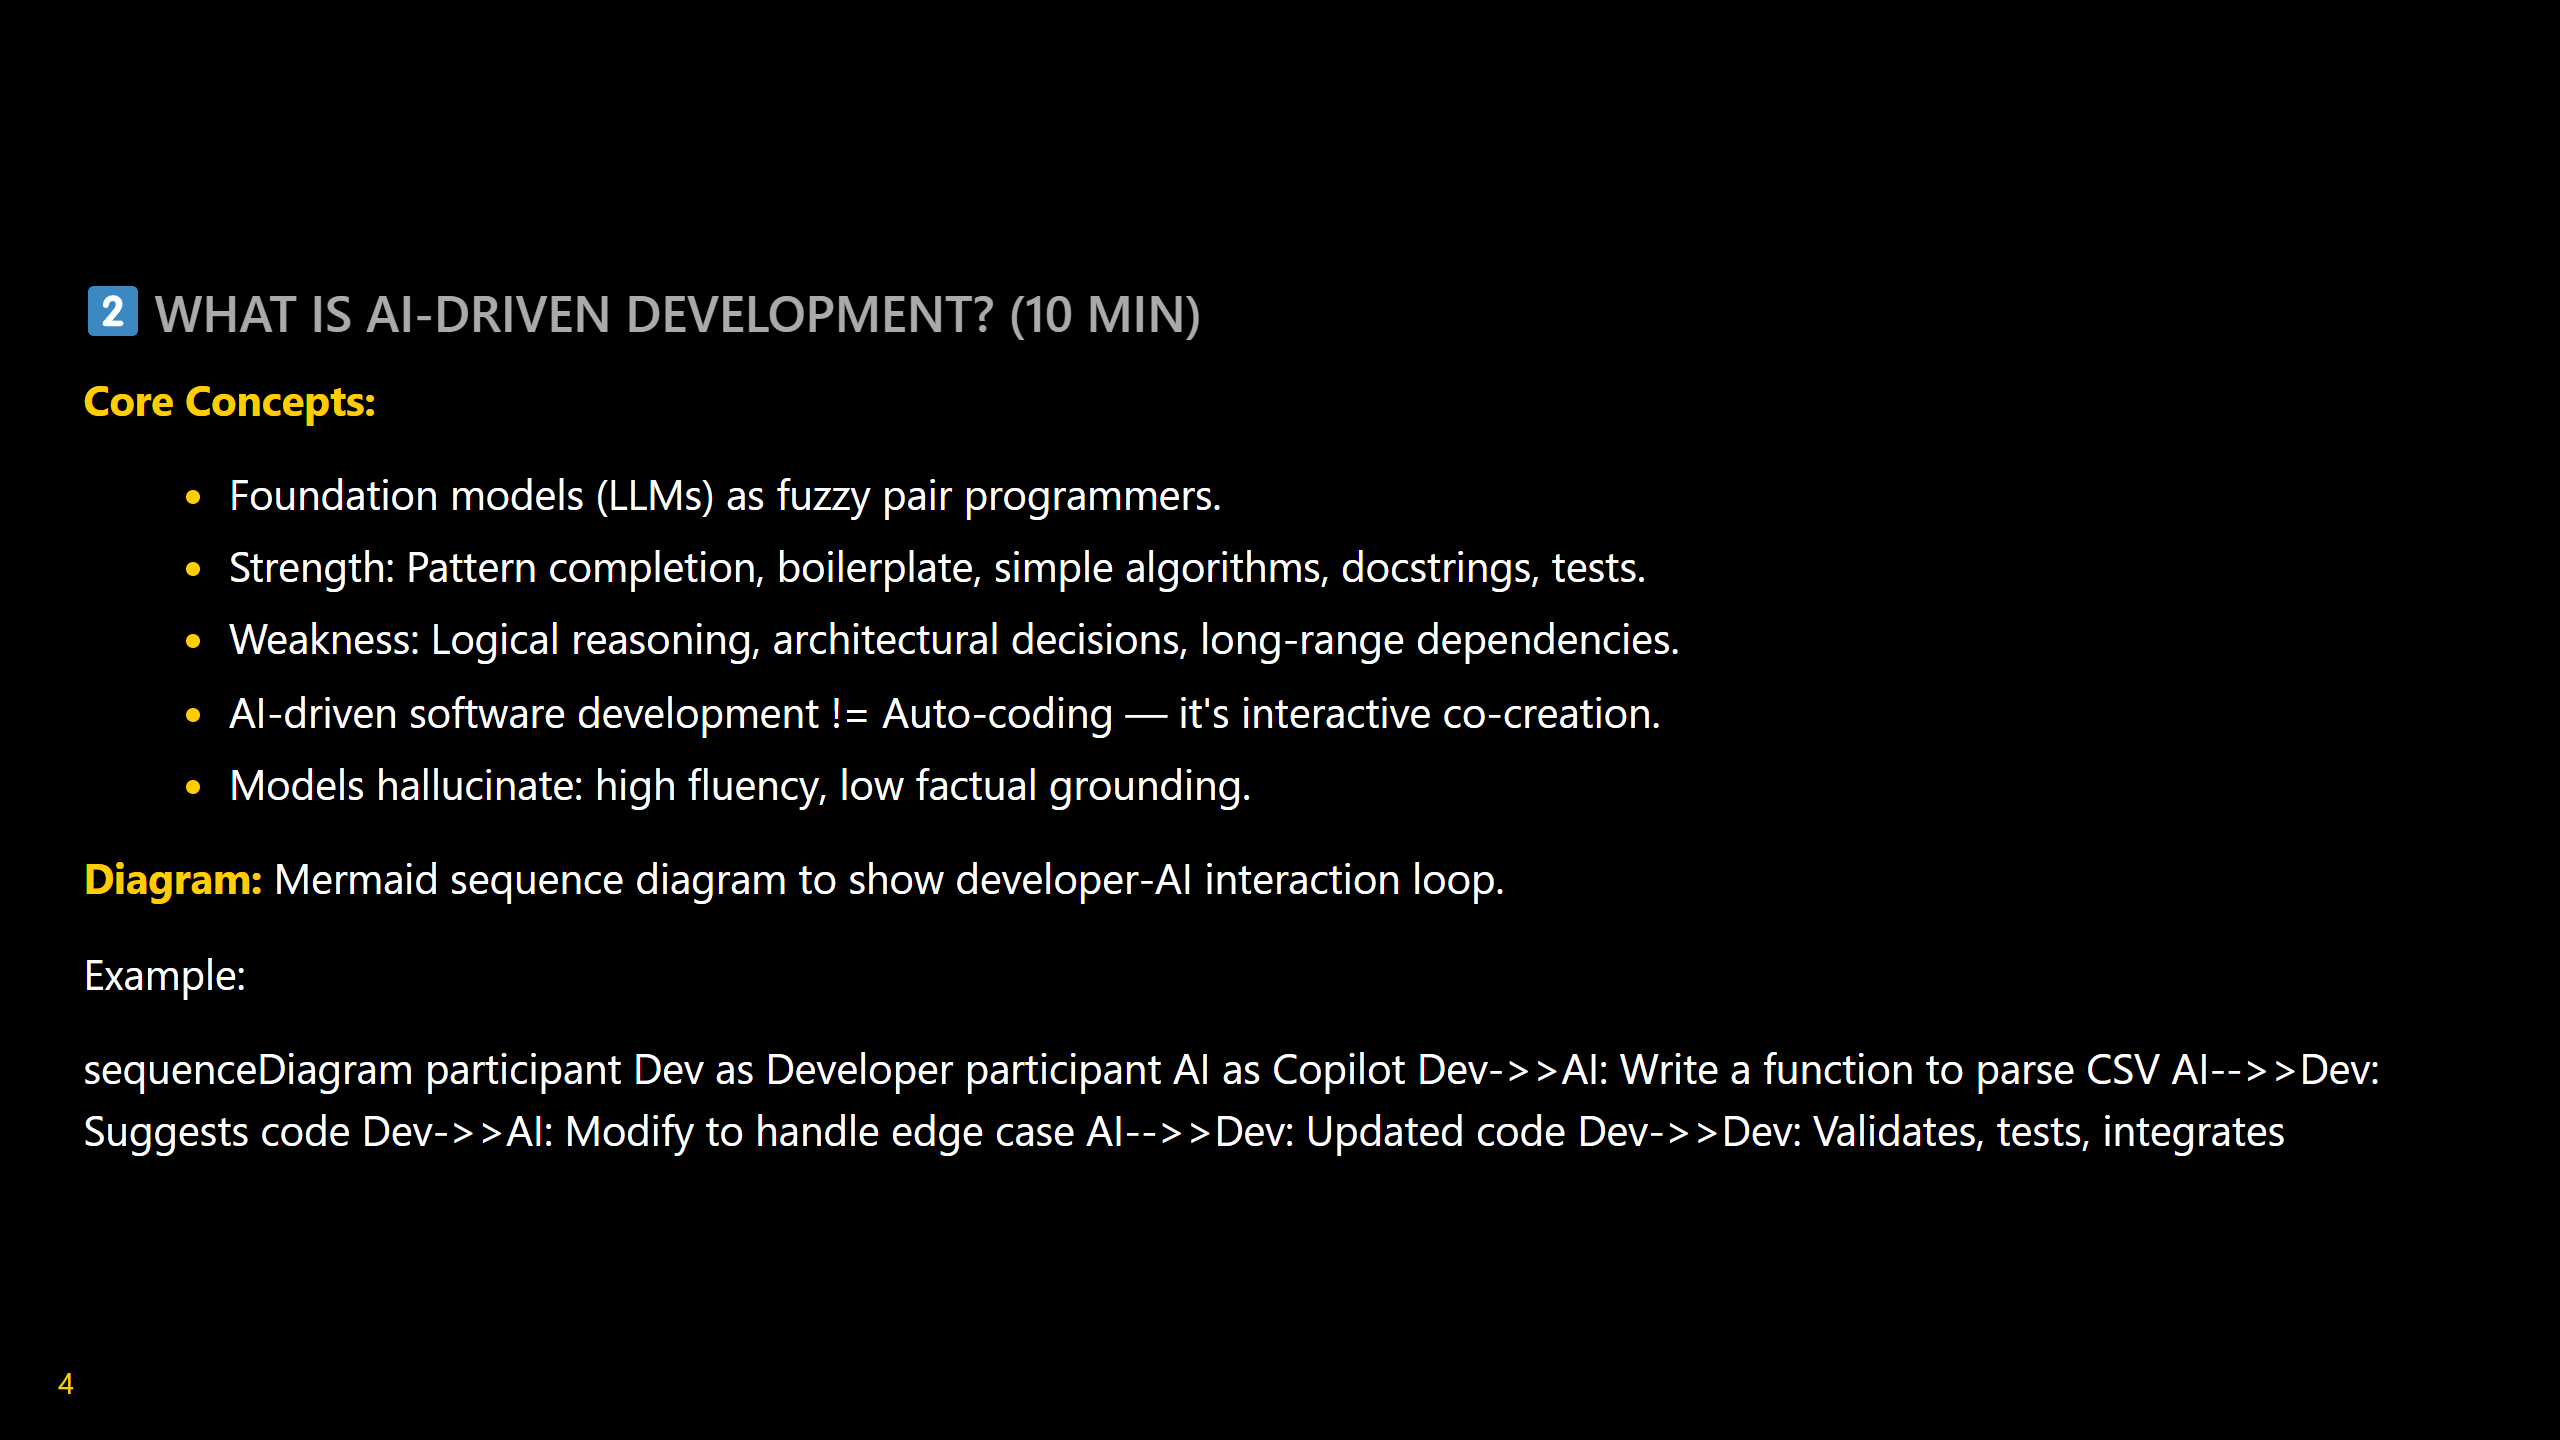 2 WHAT IS AI-DRIVEN DEVELOPMENT? (10 MIN)
Core Concepts:
• Foundation models (LLMs) as fuzzy pair programmers.
• Strength: Pattern completion, boilerplate, simple algorithms, docstrings, tests.
• Weakness: Logical reasoning, architectural decisions, long-range dependencies.
• AI-driven software development != Auto-coding — it's interactive co-creation.
• Models hallucinate: high fluency, low factual grounding.
Diagram: Mermaid sequence diagram to show developer-AI interaction loop.
Example:
sequenceDiagram participant Dev as Developer participant AI as Copilot Dev->>AI: Write a function to parse CSV AI-->>Dev:
Suggests code Dev->>AI: Modify to handle edge case AI-->>Dev: Updated code Dev->>Dev: Validates, tests, integrates
4